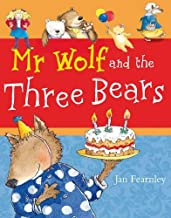 Mr Wolf and the
Three Bears
Jan Fearnley